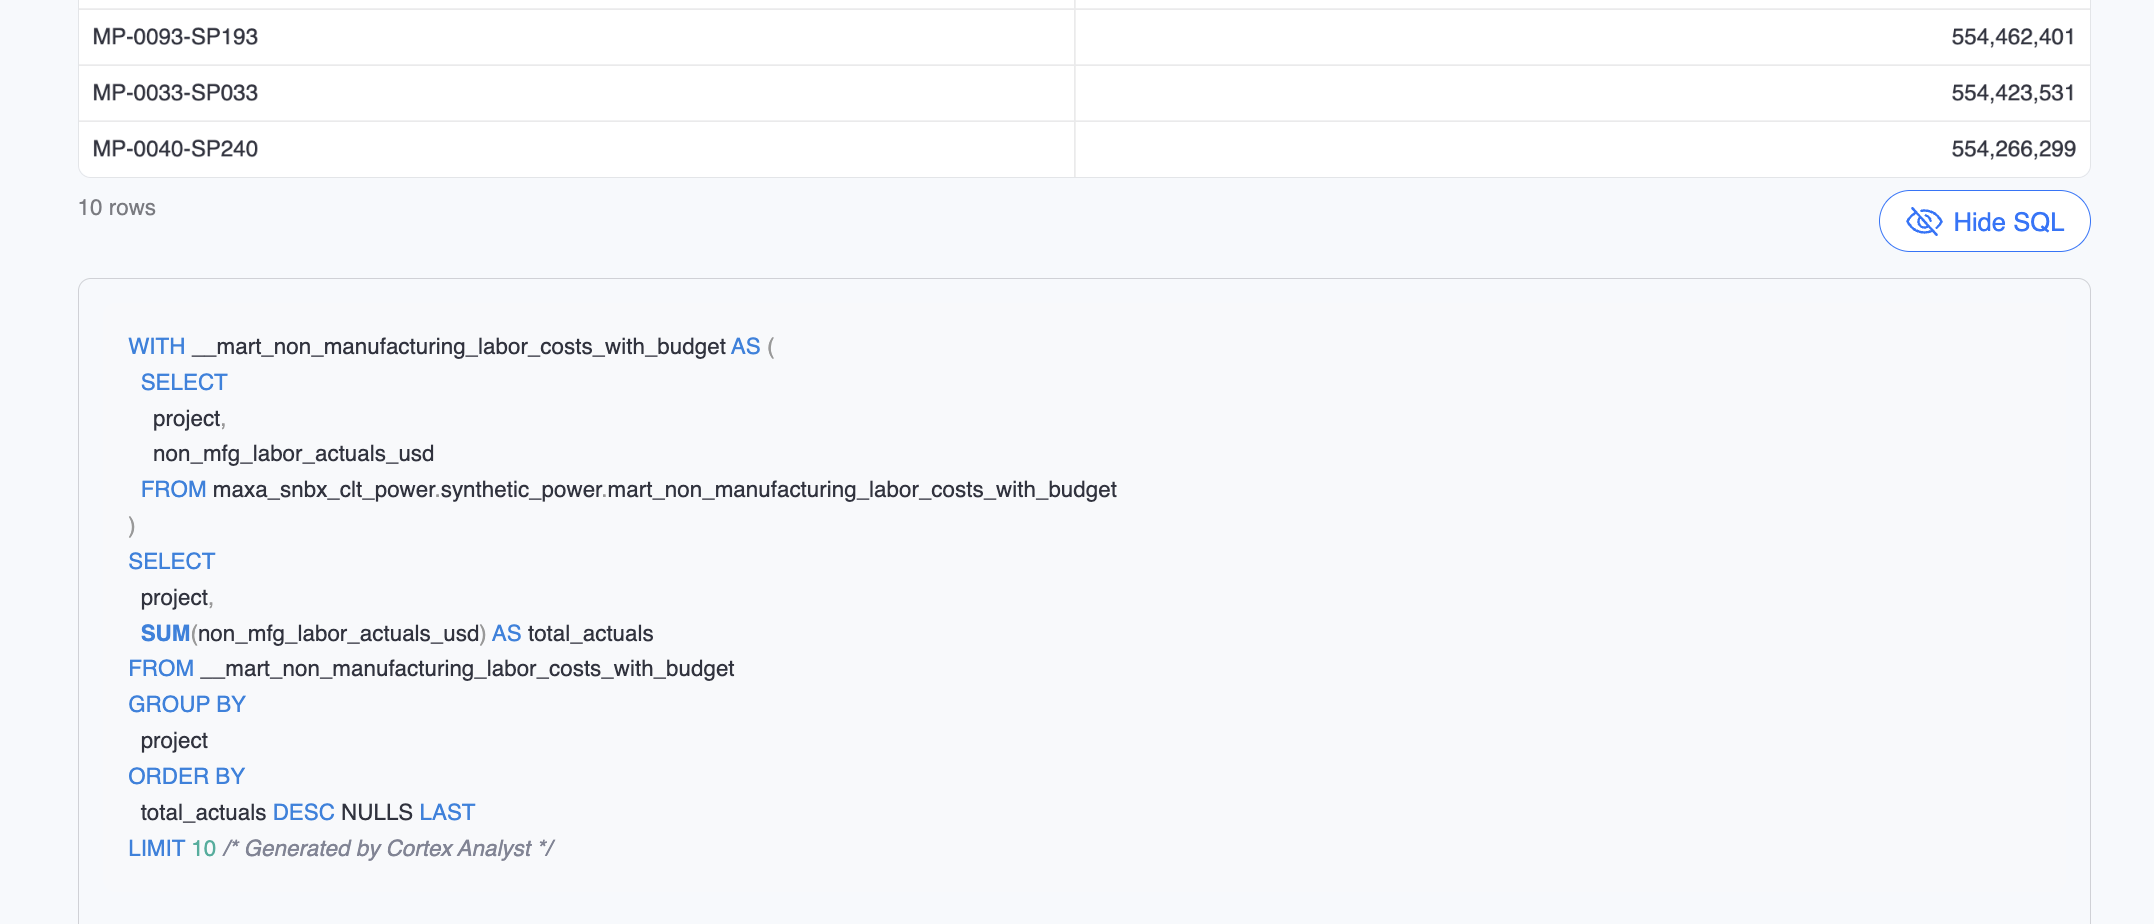 MP-0093-SP193 554,462,401
MP-0033-SP033 554,423,531
MP-0040-SP240 554,266,299
10 rows
Hide SQL
WITH __mart_non_manufacturing_labor_costs_with_budget AS (
  SELECT
    project,
    non_mfg_labor_actuals_usd
  FROM maxa_snbx_clt_power.synthetic_power.mart_non_manufacturing_labor_costs_with_budget
)
SELECT
  project,
  SUM(non_mfg_labor_actuals_usd) AS total_actuals
FROM __mart_non_manufacturing_labor_costs_with_budget
GROUP BY
  project
ORDER BY
  total_actuals DESC NULLS LAST
LIMIT 10 /* Generated by Cortex Analyst */